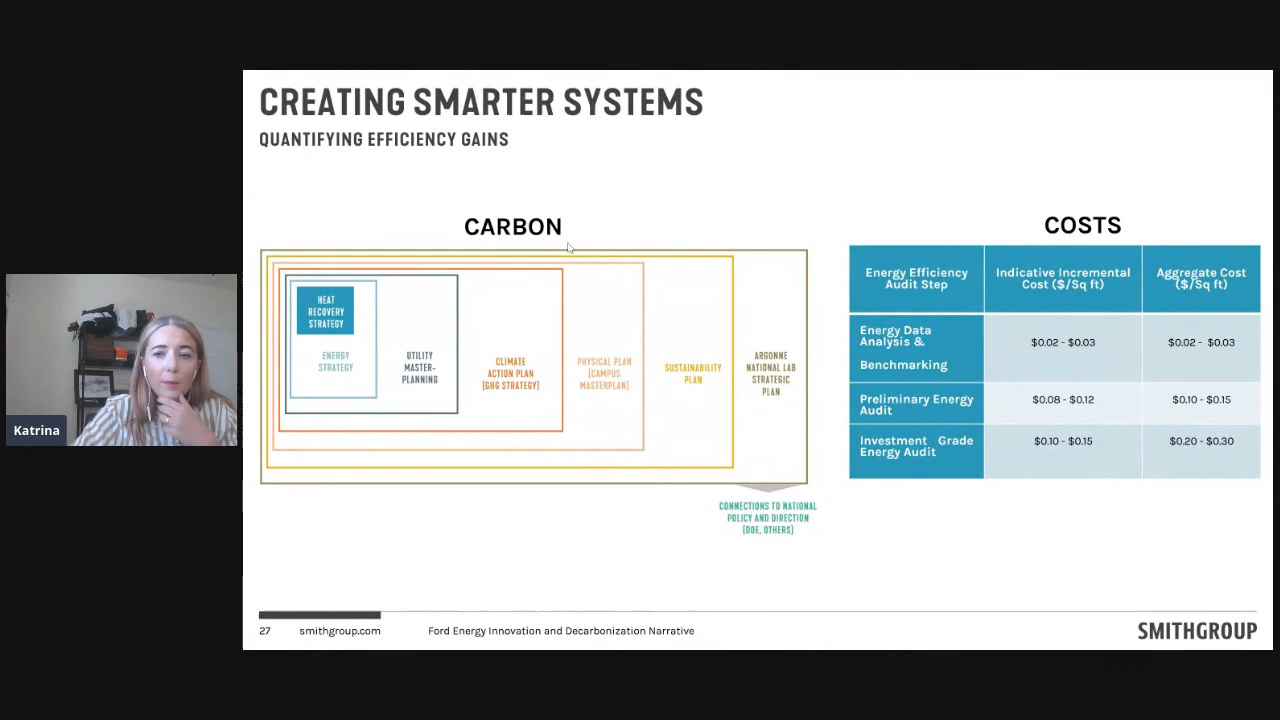 CREATING SMARTER SYSTEMS
QUANTIFYING EFFICIENCY GAINS
CARBON
HEAT
RECOVERY
STRATEGY
ENERGY
STRATEGY
UTILITY
MASTER-
PLANNING
CLIMATE
ACTION PLAN
(GHG STRATEGY)
PHYSICAL PLAN
(CAMPUS
MASTERPLAN)
SUSTAINABILITY
PLAN
ARGONNE
NATIONAL LAB
STRATEGIC
PLAN
CONNECTIONS TO NATIONAL
POLICY AND DIRECTION
(DOE, OTHERS)
COSTS
Energy Efficiency
Audit Step
Indicative Incremental
Cost ($/Sq ft)
Aggregate Cost
($/Sq ft)
Energy Data
Analysis &
Benchmarking
$0.02 - $0.03
$0.02 - $0.03
Preliminary Energy
Audit
$0.08 - $0.12
$0.10 - $0.15
Investment Grade
Energy Audit
$0.10 - $0.15
$0.20 - $0.30
Katrina
27
smithgroup.com
Ford Energy Innovation and Decarbonization Narrative
SMITHGROUP